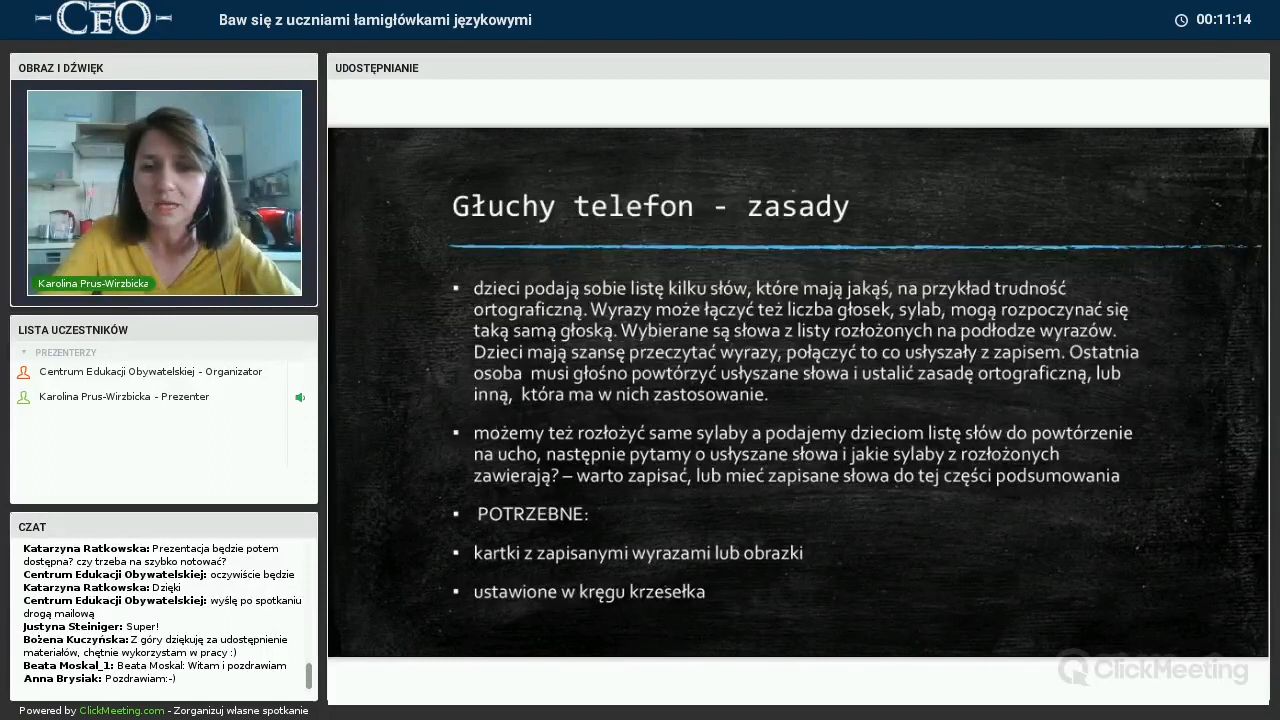 CEO
Baw się z uczniami łamigłówkami językowymi
00:11:14
OBRAZ I DŹWIĘK
Karolina Prus-Wirzbicka
LISTA UCZESTNIKÓW
PREZENTERZY
Centrum Edukacji Obywatelskiej - Organizator
Karolina Prus-Wirzbicka - Prezenter
CZAT
Katarzyna Ratkowska: Prezentacja będzie potem
dostępna? czy trzeba na szybko notować?
Centrum Edukacji Obywatelskiej: oczywiście będzie
Katarzyna Ratkowska: Dzięki
Centrum Edukacji Obywatelskiej: wyślę po spotkaniu
drogą mailową
Justyna Steiniger: Super!
Bożena Kuczyńska: Z góry dziękuję za udostępnienie
materiałów, chętnie wykorzystam w pracy :)
Beata Moskal_1: Beata Moskal: Witam i pozdrawiam
Anna Brysiak: Pozdrawiam:-)
Powered by ClickMeeting.com - Zorganizuj własne spotkanie
UDOSTĘPNIANIE
Głuchy telefon - zasady
▪ dzieci podają sobie listę kilku słów, które mają jakąś, na przykład trudność
ortograficzną. Wyrazy może łączyć też liczba głosek, sylab, mogą rozpoczynać się
taką samą głoską. Wybierane są słowa z listy rozłożonych na podłodze wyrazów.
Dzieci mają szansę przeczytać wyrazy, połączyć to co usłyszały z zapisem. Ostatnia
osoba musi głośno powtórzyć usłyszane słowa i ustalić zasadę ortograficzną, lub
inną, która ma w nich zastosowanie.
▪ możemy też rozłożyć same sylaby a podajemy dzieciom listę słów do powtórzenie
na ucho, następnie pytamy o usłyszane słowa i jakie sylaby z rozłożonych
zawierają? – warto zapisać, lub mieć zapisane słowa do tej części podsumowania
▪ POTRZEBNE:
▪ kartki z zapisanymi wyrazami lub obrazki
▪ ustawione w kręgu krzesełka
ClickMeeting